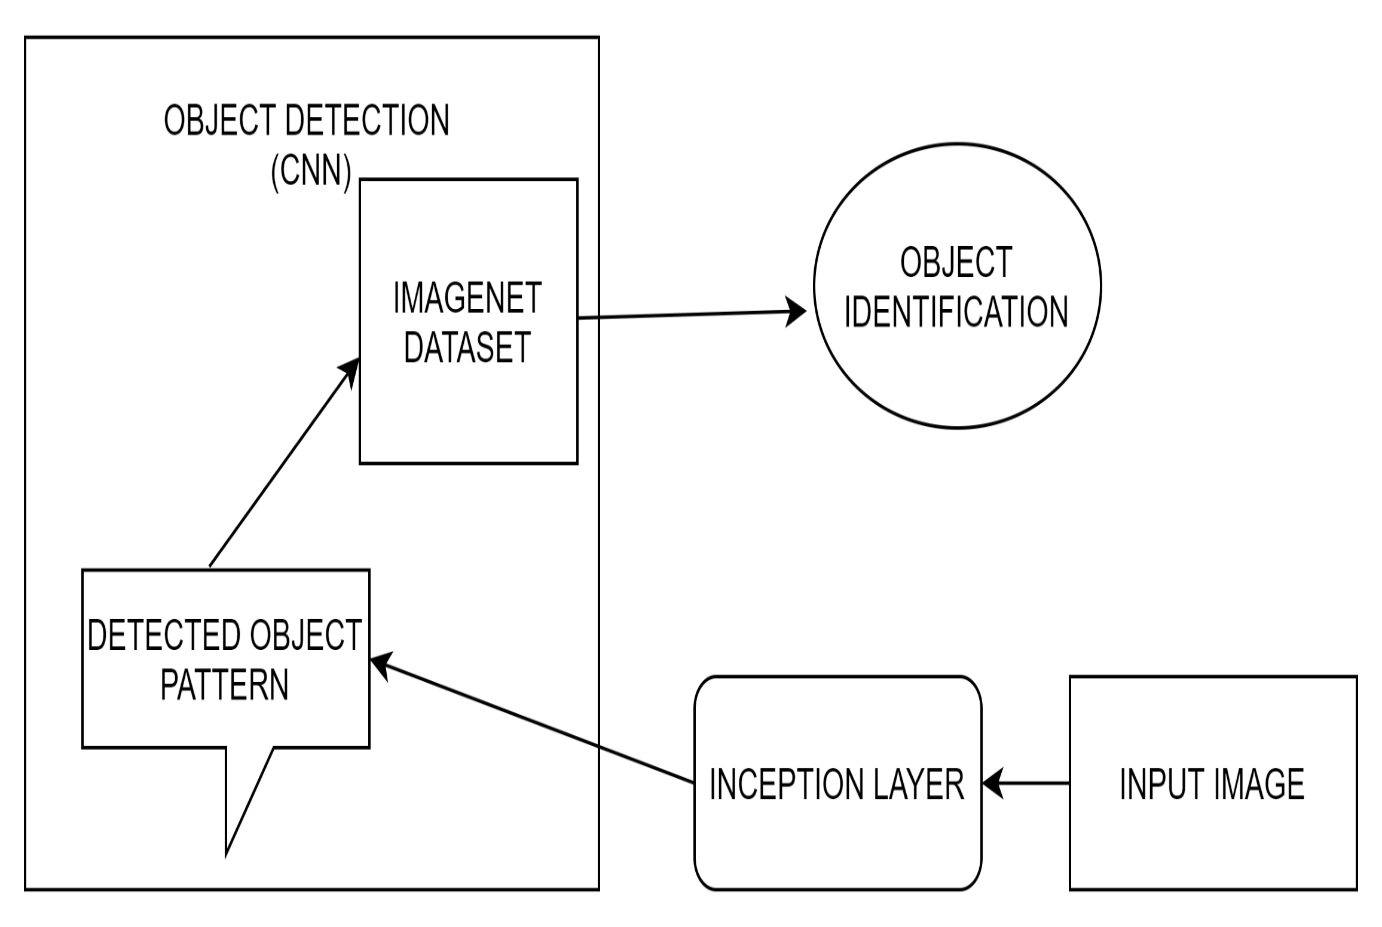 OBJECT DETECTION
(CNN)
IMAGENET
DATASET
OBJECT
IDENTIFICATION
DETECTED OBJECT
PATTERN
INCEPTION LAYER
INPUT IMAGE